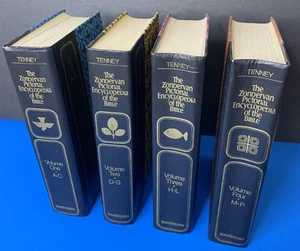 TENNEY
The
Zondervan
Pictorial
Encyclopedia
of the
Bible
Volume
One
A-C
ZONDERVAN
TENNEY
The
Zondervan
Pictorial
Encyclopedia
of the
Bible
Volume
Two
D-G
ZONDERVAN
TENNEY
The
Zondervan
Pictorial
Encyclopedia
of the
Bible
Volume
Three
H-L
ZONDERVAN
TENNEY
The
Zondervan
Pictorial
Encyclopedia
of the
Bible
Volume
Four
M-P
ZONDERVAN